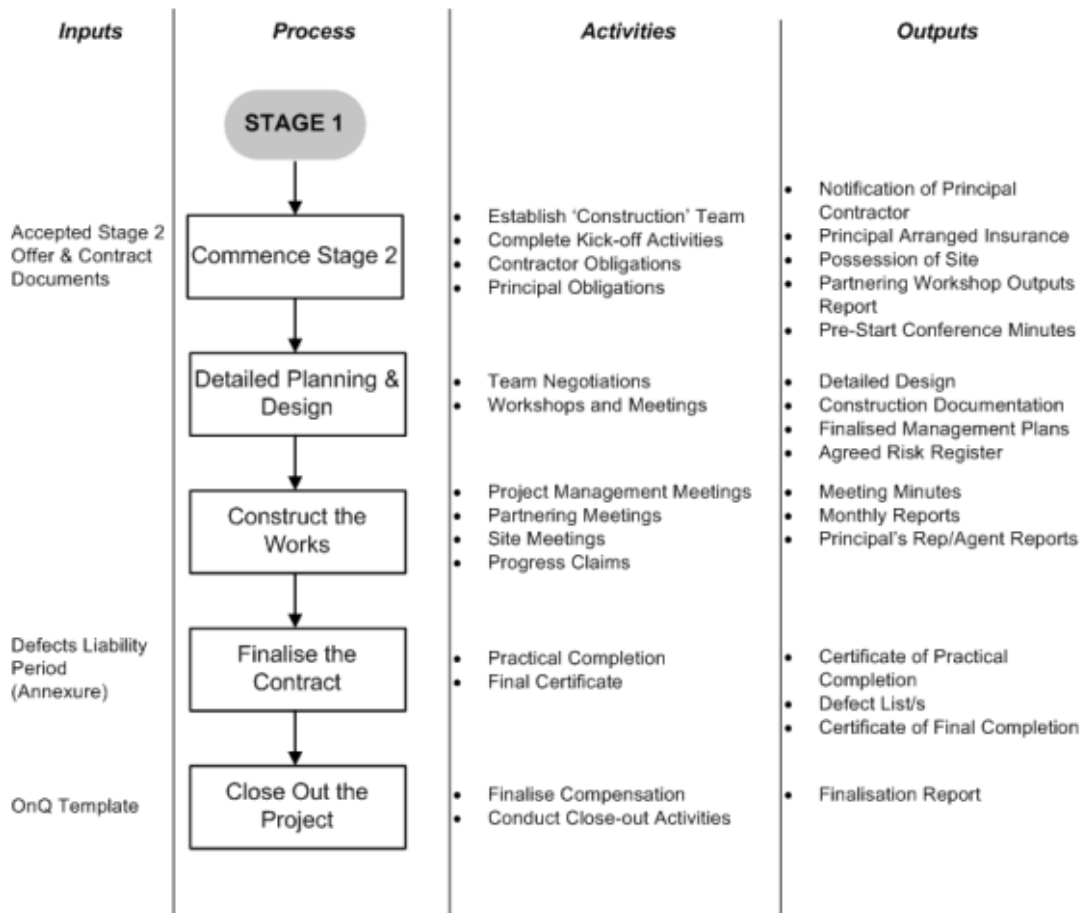 Inputs
Process
Activities
Outputs
STAGE 1
Accepted Stage 2
Offer & Contract
Documents
Commence Stage 2
• Establish ‘Construction’ Team
• Complete Kick-off Activities
• Contractor Obligations
• Principal Obligations
• Notification of Principal
Contractor
• Principal Arranged Insurance
• Possession of Site
• Partnering Workshop Outputs
Report
• Pre-Start Conference Minutes
Detailed Planning &
Design
• Team Negotiations
• Workshops and Meetings
• Detailed Design
• Construction Documentation
• Finalised Management Plans
• Agreed Risk Register
Construct the
Works
• Project Management Meetings
• Partnering Meetings
• Site Meetings
• Progress Claims
• Meeting Minutes
• Monthly Reports
• Principal’s Rep/Agent Reports
Defects Liability
Period
(Annexure)
Finalise the
Contract
• Practical Completion
• Final Certificate
• Certificate of Practical
Completion
• Defect List/s
• Certificate of Final Completion
OnQ Template
Close Out the
Project
• Finalise Compensation
• Conduct Close-out Activities
• Finalisation Report